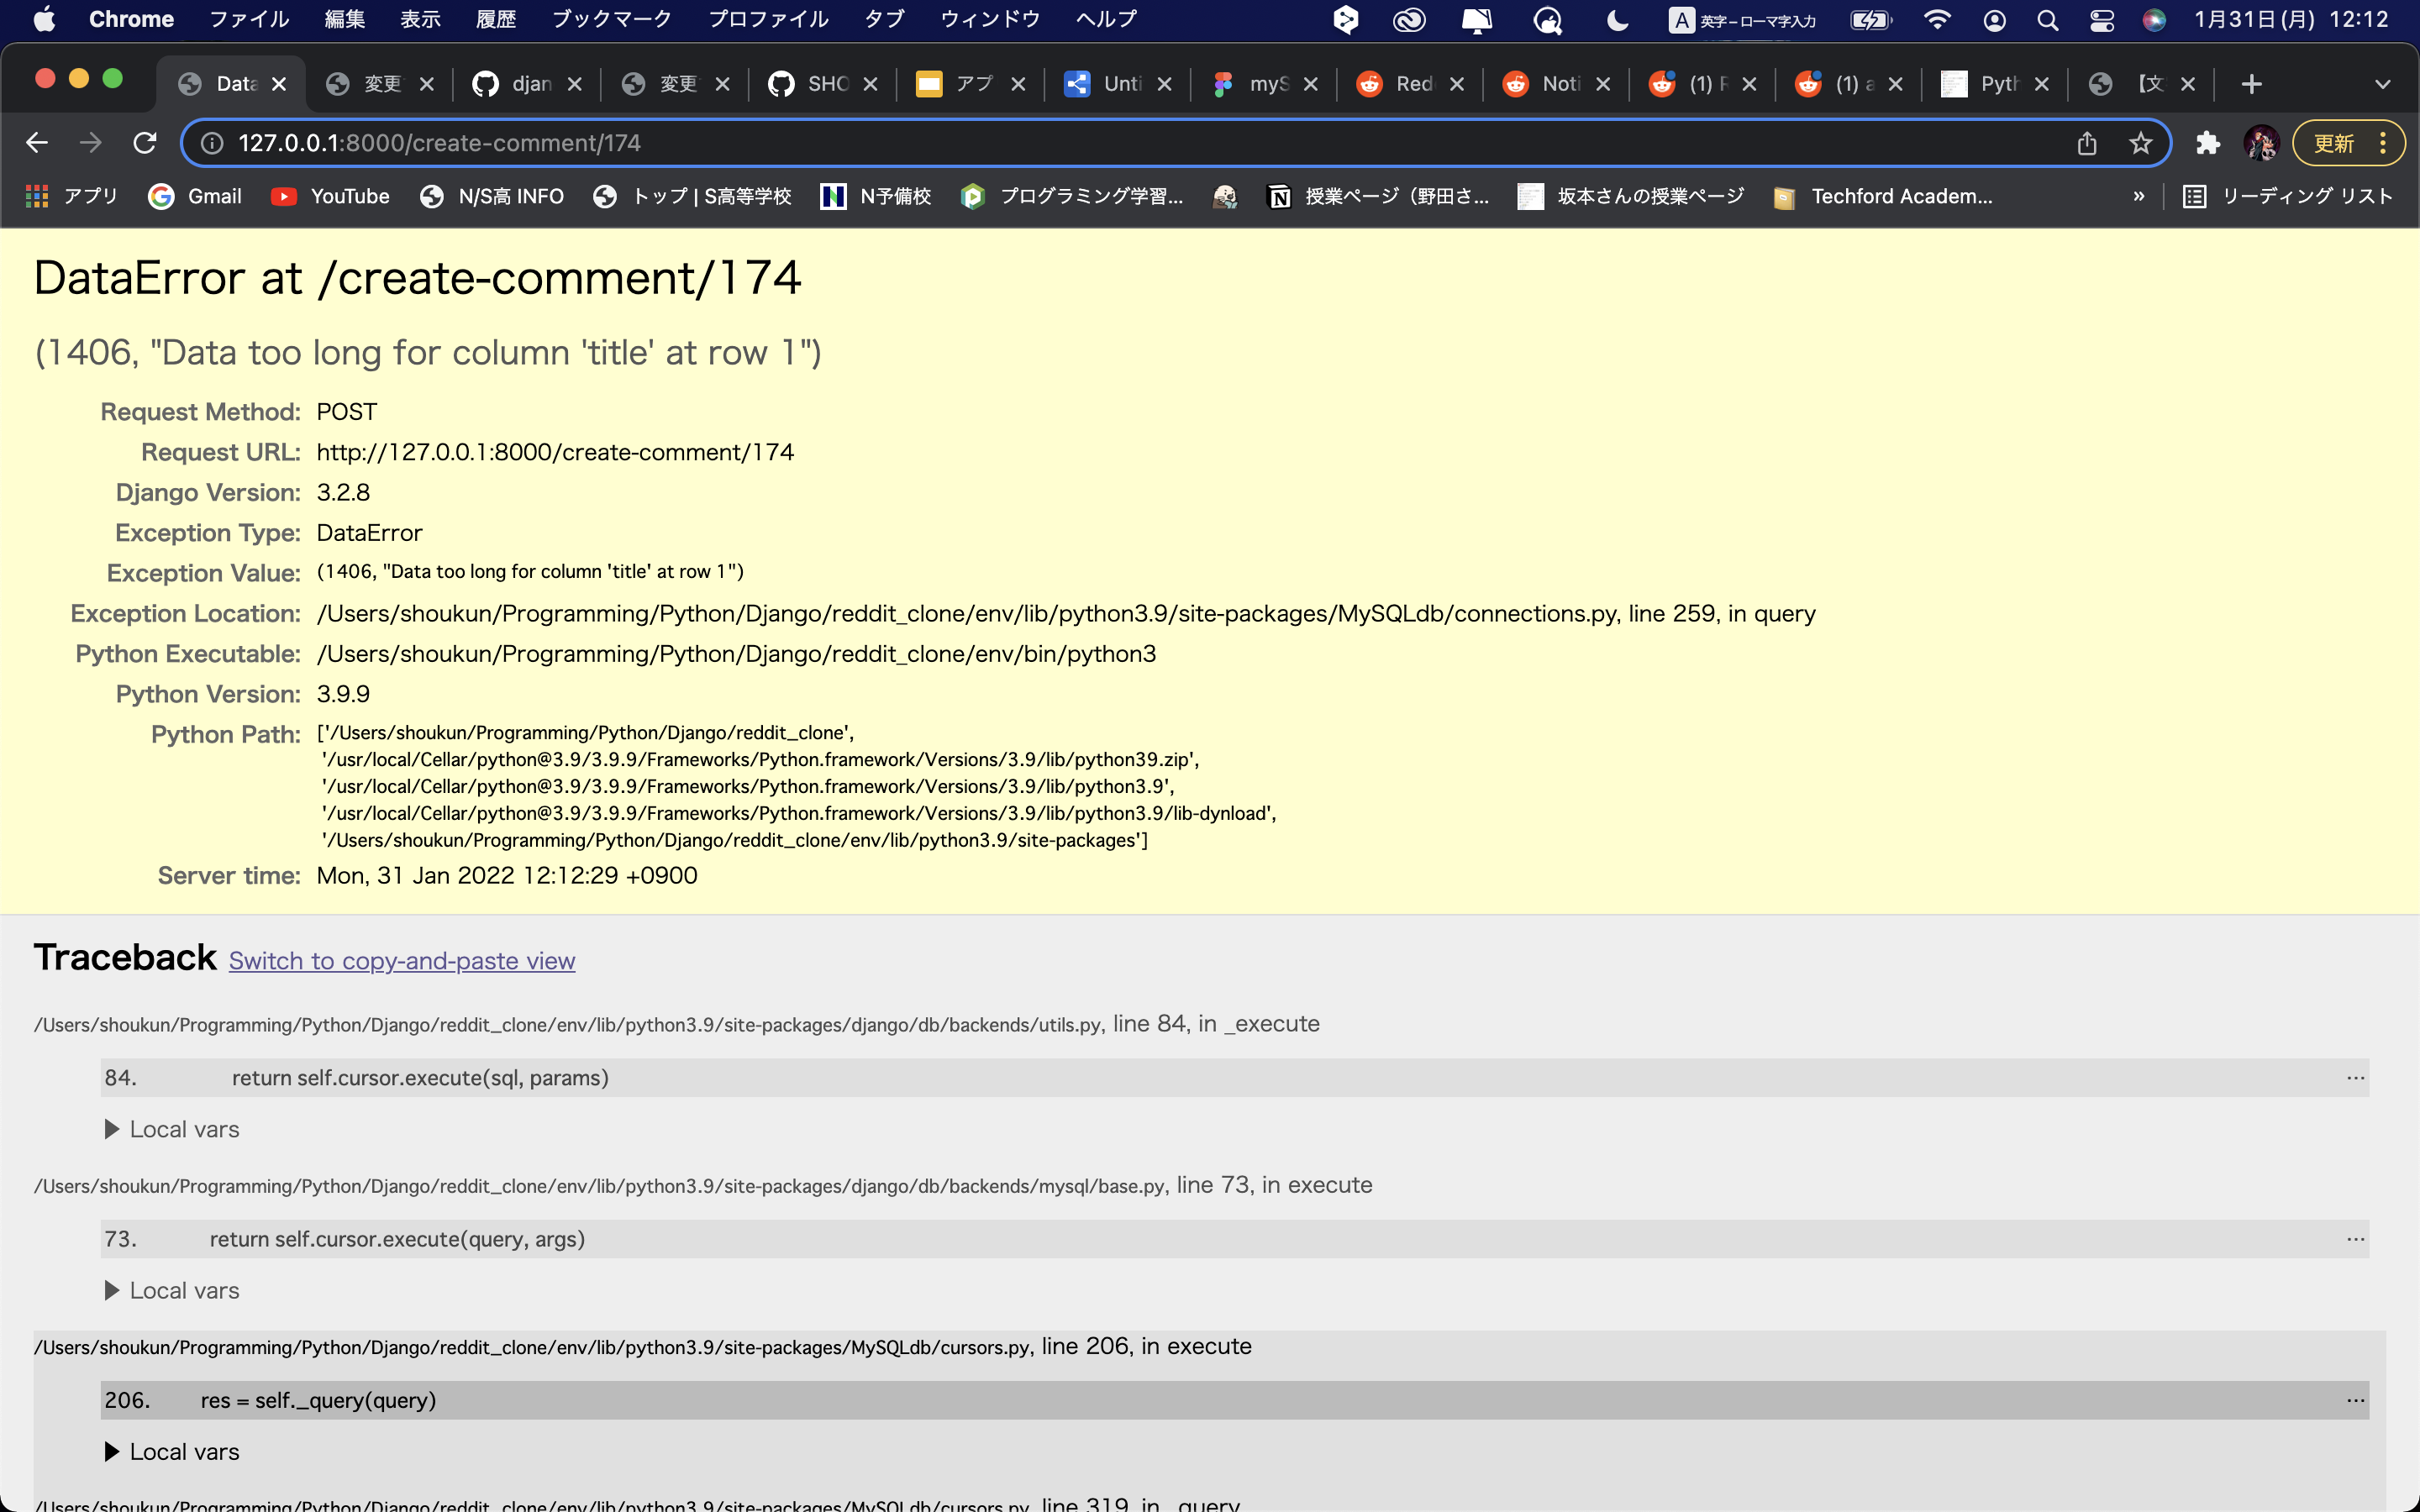 Chrome ファイル 編集 表示 履歴 ブックマーク プロファイル タブ ウィンドウ ヘルプ A 英字 – ローマ字入力 1月31日(月) 12:12
Data 変更 djan 変更 SHO アプ Unti myS Red Noti (1) R (1) a Pyth 【文
127.0.0.1:8000/create-comment/174 更新
アプリ Gmail YouTube N/S高 INFO トップ | S高等学校 N予備校 プログラミング学習... 授業ページ（野田さ... 坂本さんの授業ページ Techford Academ... » リーディング リスト
DataError at /create-comment/174
(1406, "Data too long for column 'title' at row 1")
Request Method: POST
Request URL: http://127.0.0.1:8000/create-comment/174
Django Version: 3.2.8
Exception Type: DataError
Exception Value: (1406, "Data too long for column 'title' at row 1")
Exception Location: /Users/shoukun/Programming/Python/Django/reddit_clone/env/lib/python3.9/site-packages/MySQLdb/connections.py, line 259, in query
Python Executable: /Users/shoukun/Programming/Python/Django/reddit_clone/env/bin/python3
Python Version: 3.9.9
Python Path: ['/Users/shoukun/Programming/Python/Django/reddit_clone',
'/usr/local/Cellar/python@3.9/3.9.9/Frameworks/Python.framework/Versions/3.9/lib/python39.zip',
'/usr/local/Cellar/python@3.9/3.9.9/Frameworks/Python.framework/Versions/3.9/lib/python3.9',
'/usr/local/Cellar/python@3.9/3.9.9/Frameworks/Python.framework/Versions/3.9/lib/python3.9/lib-dynload',
'/Users/shoukun/Programming/Python/Django/reddit_clone/env/lib/python3.9/site-packages']
Server time: Mon, 31 Jan 2022 12:12:29 +0900
Traceback Switch to copy-and-paste view
/Users/shoukun/Programming/Python/Django/reddit_clone/env/lib/python3.9/site-packages/django/db/backends/utils.py, line 84, in _execute
84. return self.cursor.execute(sql, params) …
▶ Local vars
/Users/shoukun/Programming/Python/Django/reddit_clone/env/lib/python3.9/site-packages/django/db/backends/mysql/base.py, line 73, in execute
73. return self.cursor.execute(query, args) …
▶ Local vars
/Users/shoukun/Programming/Python/Django/reddit_clone/env/lib/python3.9/site-packages/MySQLdb/cursors.py, line 206, in execute
206. res = self._query(query) …
▶ Local vars
/Users/shoukun/Programming/Python/Django/reddit_clone/env/lib/python3.9/site-packages/MySQLdb/cursors.py, line 319, in _query